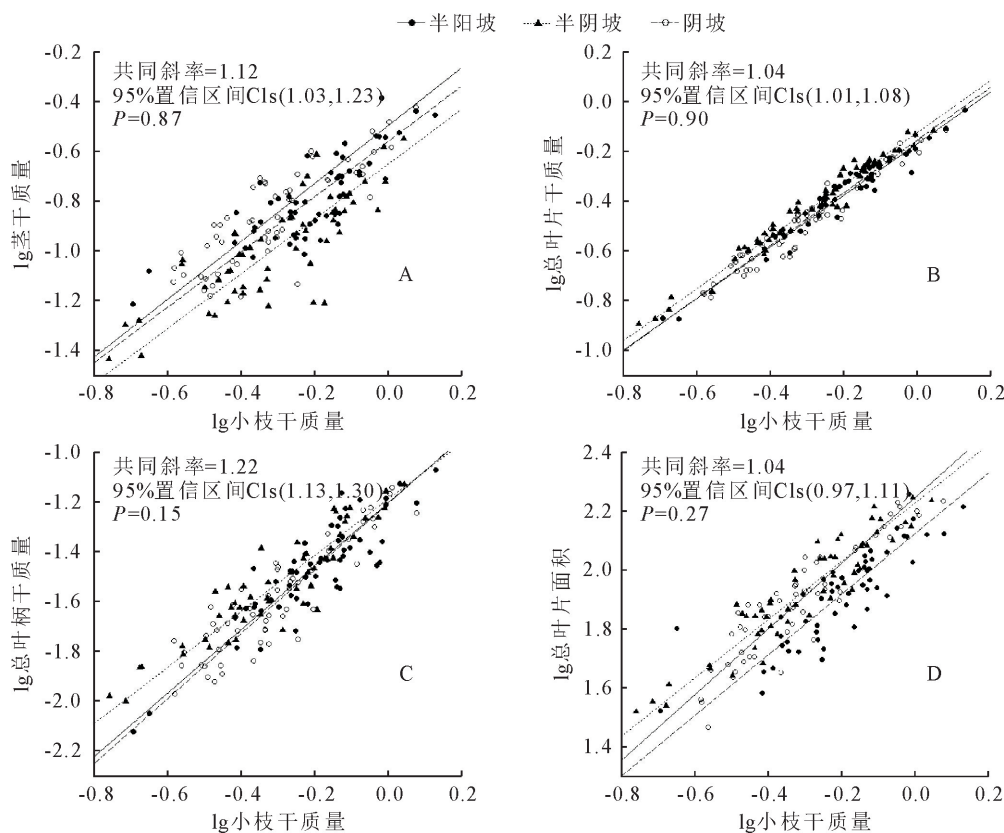 半阳坡 半阴坡 阴坡
-0.2
-0.4
-0.6
-0.8
-1.0
-1.2
-1.4
lg茎干质量
共同斜率=1.12
95%置信区间Cls(1.03,1.23)
P=0.87
A
-0.8 -0.6 -0.4 -0.2 0.0 0.2
lg小枝干质量
0.2
0.0
-0.2
-0.4
-0.6
-0.8
-1.0
lg总叶片干质量
共同斜率=1.04
95%置信区间Cls(1.01,1.08)
P=0.90
B
-0.8 -0.6 -0.4 -0.2 0.0 0.2
lg小枝干质量
-1.0
-1.2
-1.4
-1.6
-1.8
-2.0
-2.2
lg总叶柄干质量
共同斜率=1.22
95%置信区间Cls(1.13,1.30)
P=0.15
C
-0.8 -0.6 -0.4 -0.2 0.0 0.2
lg小枝干质量
2.4
2.2
2.0
1.8
1.6
1.4
lg总叶片面积
共同斜率=1.04
95%置信区间Cls(0.97,1.11)
P=0.27
D
-0.8 -0.6 -0.4 -0.2 0.0 0.2
lg小枝干质量